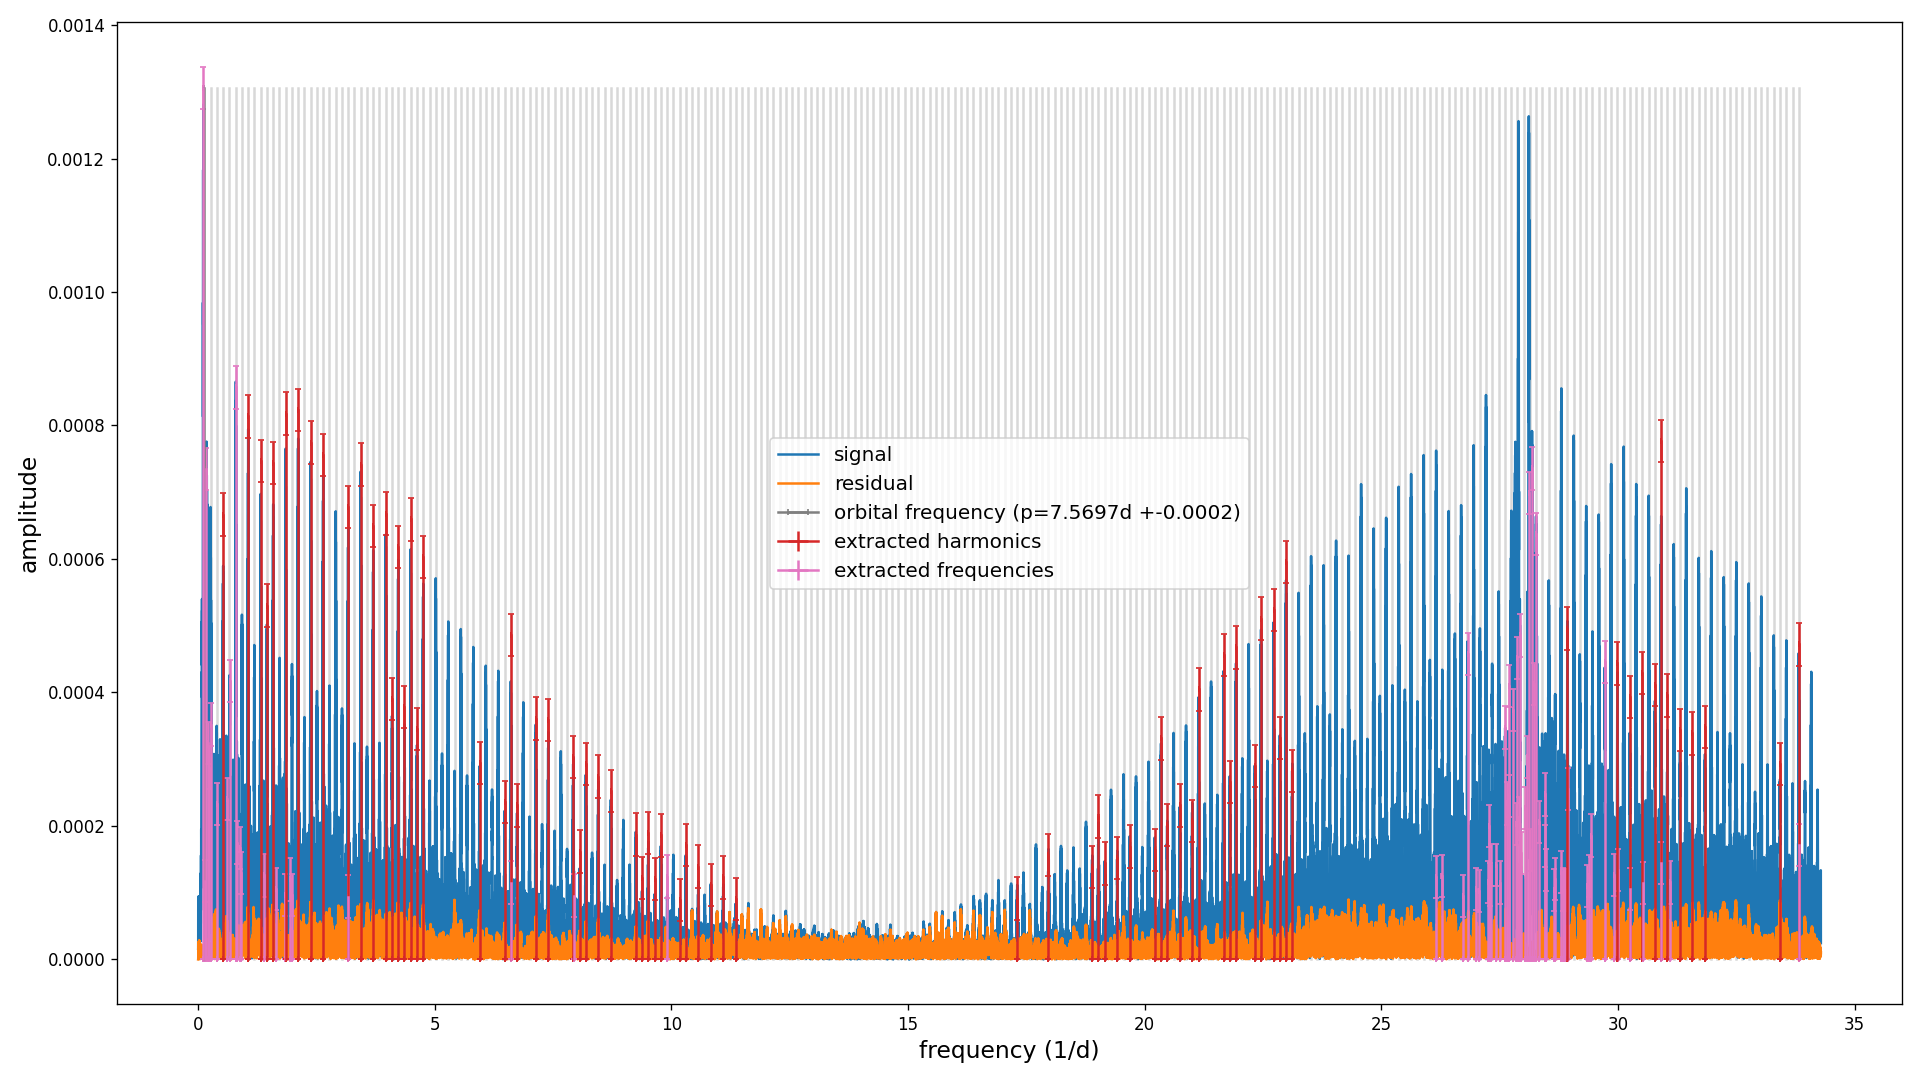 0.0014
0.0012
0.0010
0.0008
0.0006
0.0004
0.0002
0.0000
amplitude
signal
residual
orbital frequency (p=7.5697d +-0.0002)
extracted harmonics
extracted frequencies
0 5 10 15 20 25 30 35
frequency (1/d)